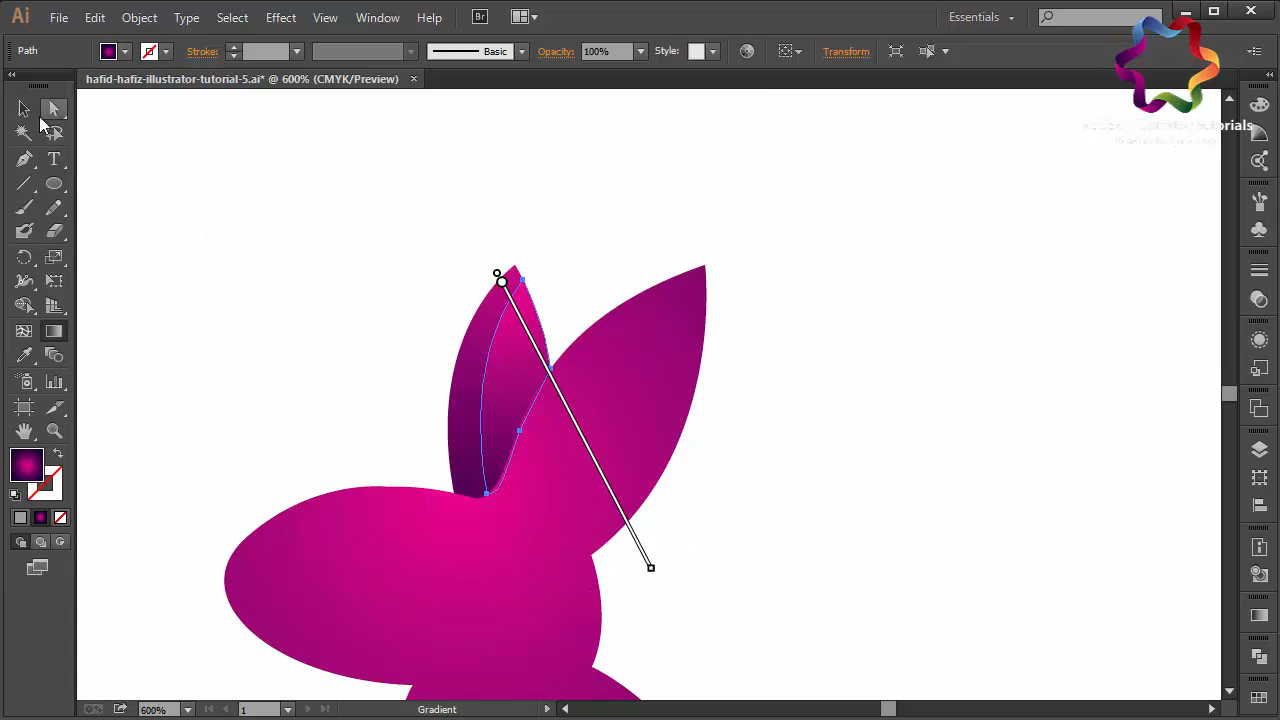 Ai File Edit Object Type Select Effect View Window Help Br Essentials
Path Stroke: Basic Opacity: 100% Style: Transform
hafid-hafiz-illustrator-tutorial-5.ai* @ 600% (CMYK/Preview)
T
600% 1 Gradient